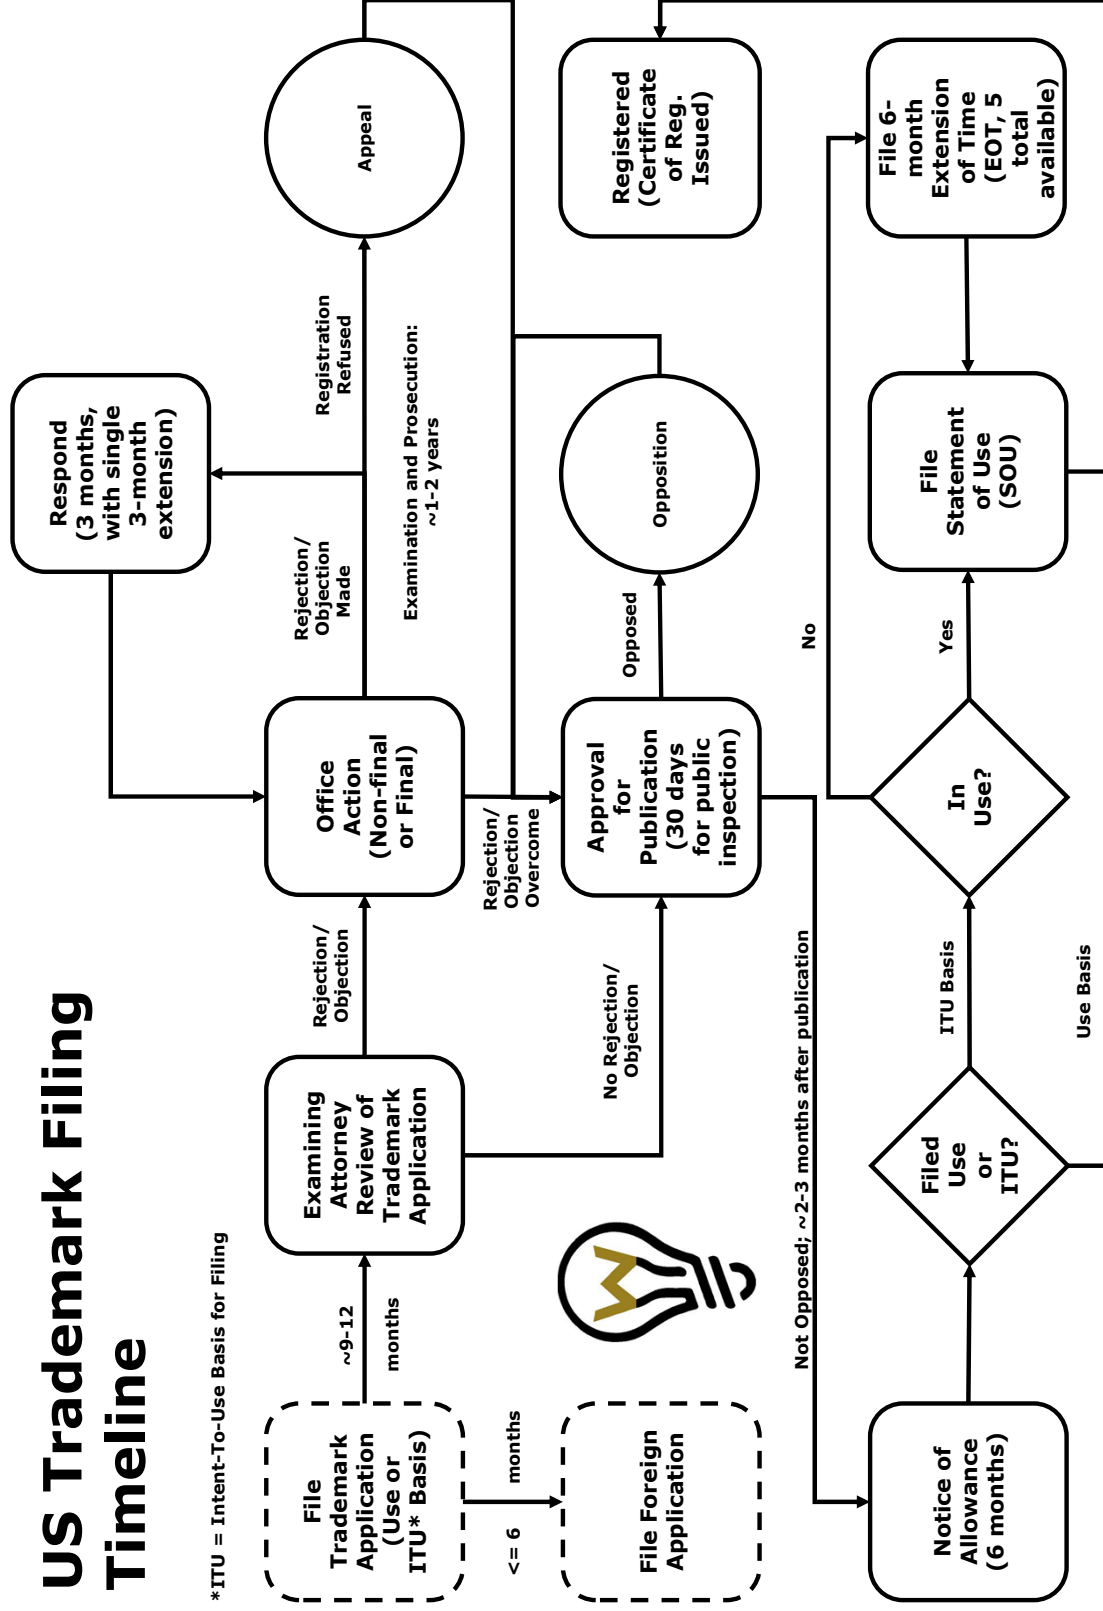 US Trademark Filing
Timeline
*ITU = Intent-To-Use Basis for Filing
File
Trademark
Application
(Use or
ITU* Basis)
~9-12
months
Examining
Attorney
Review of
Trademark
Application
Rejection/
Objection
Office
Action
(Non-final
or Final)
Rejection/
Objection
Made
Respond
(3 months,
with single
3-month
extension)
Registration
Refused
Examination and Prosecution:
~1-2 years
Appeal
<= 6
months
File Foreign
Application
No Rejection/
Objection
Rejection/
Objection
Overcome
Approval
for
Publication
(30 days
for public
inspection)
Opposed
Opposition
Registered
(Certificate
of Reg.
Issued)
Not Opposed; ~2-3 months after publication
Notice of
Allowance
(6 months)
Filed
Use
or
ITU?
ITU Basis
In
Use?
No
Yes
File
Statement
of Use
(SOU)
File 6-
month
Extension
of Time
(EOT, 5
total
available)
Use Basis